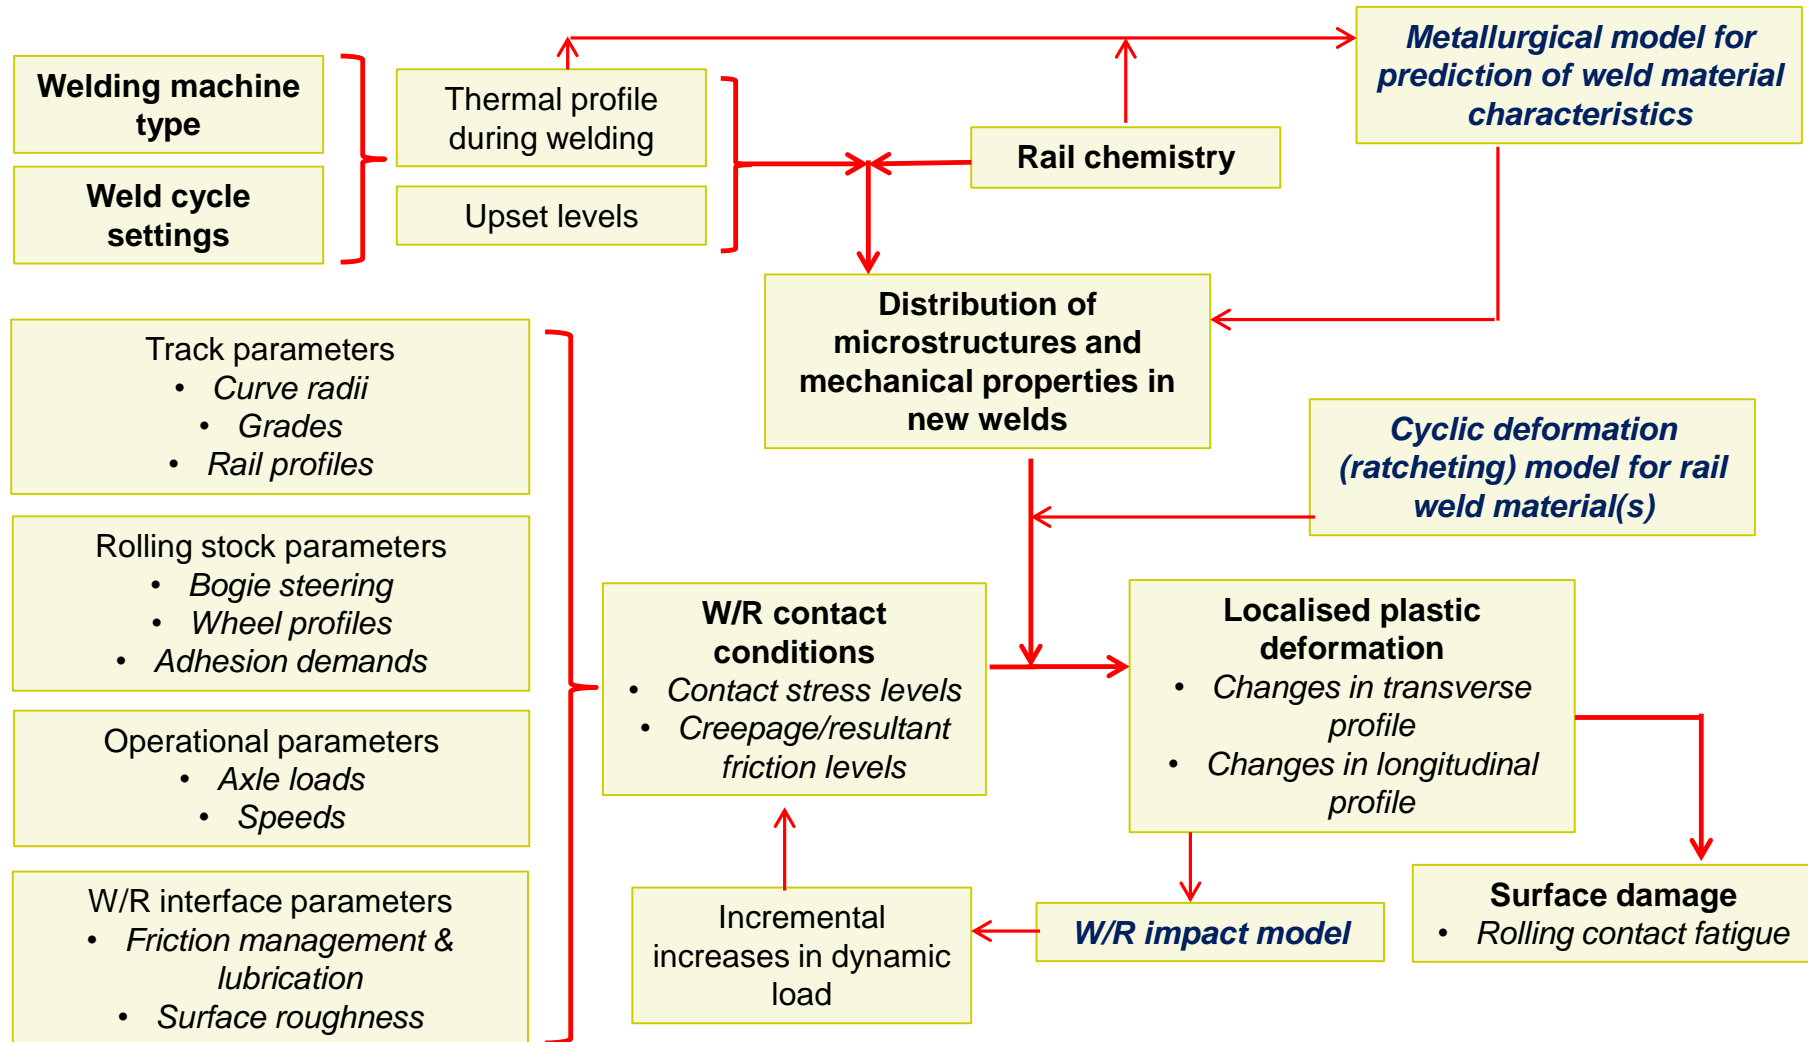 Welding machine
type
Weld cycle
settings
Thermal profile
during welding
Upset levels
Rail chemistry
Metallurgical model for
prediction of weld material
characteristics
Distribution of
microstructures and
mechanical properties in
new welds
Cyclic deformation
(ratcheting) model for rail
weld material(s)
Track parameters
• Curve radii
• Grades
• Rail profiles
Rolling stock parameters
• Bogie steering
• Wheel profiles
• Adhesion demands
Operational parameters
• Axle loads
• Speeds
W/R interface parameters
• Friction management &
lubrication
• Surface roughness
W/R contact
conditions
• Contact stress levels
• Creepage/resultant
friction levels
Localised plastic
deformation
• Changes in transverse
profile
• Changes in longitudinal
profile
Incremental
increases in dynamic
load
W/R impact model
Surface damage
• Rolling contact fatigue